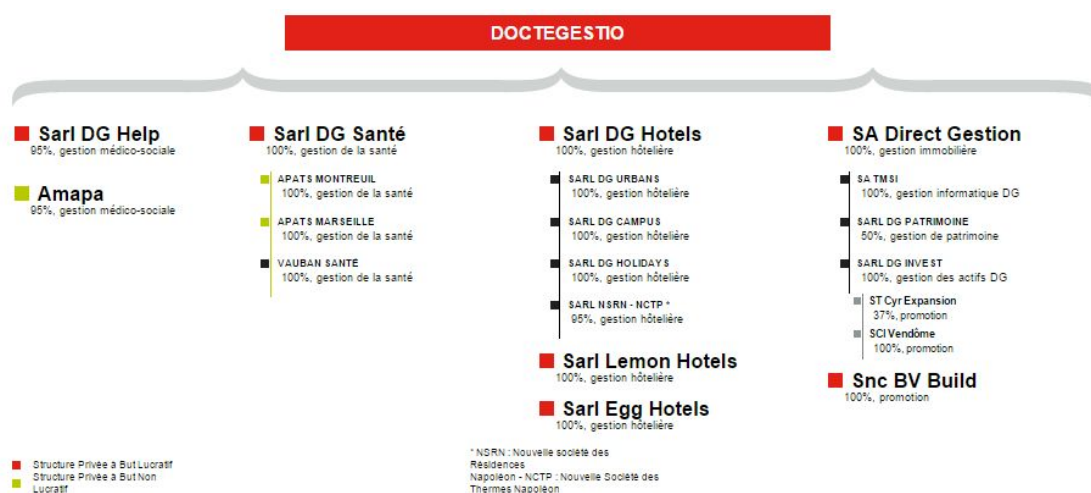 DOCTEGESTIO
Sarl DG Help
95%, gestion médico-sociale
Amapa
95%, gestion médico-sociale
Sarl DG Santé
100%, gestion de la santé
APATS MONTREUIL
100%, gestion de la santé
APATS MARSEILLE
100%, gestion de la santé
VAUBAN SANTE
100%, gestion de la santé
Sarl DG Hotels
100%, gestion hôtelière
SARL DG URBANS
100%, gestion hôtelière
SARL DG CAMPUS
100%, gestion hôtelière
SARL DG HOLIDAYS
100%, gestion hôtelière
SARL NSRN - NCTP *
95%, gestion hôtelière
Sarl Lemon Hotels
100%, gestion hôtelière
Sarl Egg Hotels
100%, gestion hôtelière
SA Direct Gestion
100%, gestion immobilière
SA TMSI
100%, gestion informatique DG
SARL DG PATRIMOINE
50%, gestion de patrimoine
SARL DG INVEST
100%, gestion des actifs DG
ST Cyr Expansion
37%, promotion
SCI Vendôme
100%, promotion
Snc BV Build
100%, promotion
Structure Privée à But Lucratif
Structure Privée à But Non
Lucratif
* NSRN : Nouvelle société des
Résidences
Napoléon - NCTP : Nouvelle Société des
Thermes Napoléon